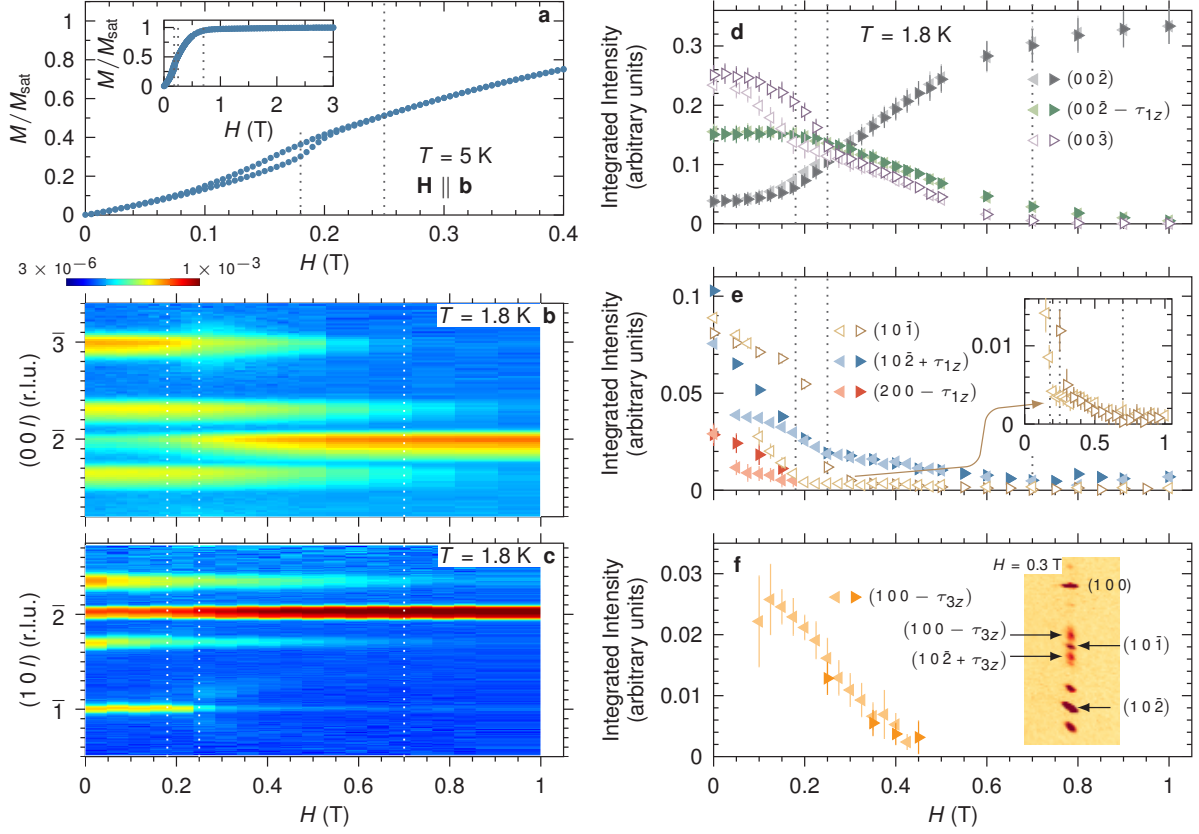 a
M/M_sat
1.0
0.8
0.6
0.4
0.2
0
M/M_sat
1
0.5
0
0 1 2 3
H (T)
T = 5 K
H ∥ b
0 0.1 0.2 0.3 0.4
H (T)
3 × 10⁻⁶ 1 × 10⁻³
T = 1.8 K b
(0 0 l) (r.l.u.)
3̄
2̄
T = 1.8 K c
(1 0 l) (r.l.u.)
2̄
1̄
0 0.2 0.4 0.6 0.8 1
H (T)
d T = 1.8 K
Integrated Intensity
(arbitrary units)
0.3
0.2
0.1
0
(0 0 2̄)
(0 0 2̄ − τ₁z)
(0 0 3̄)
e
Integrated Intensity
(arbitrary units)
0.1
0.05
0
(1 0 1̄)
(1 0 2̄ + τ₁z)
(2 0 0 − τ₁z)
0.01
0
0 0.5 1
f
Integrated Intensity
(arbitrary units)
0.03
0.02
0.01
0
(1 0 0 − τ₃z)
H = 0.3 T
(1 0 0)
(1 0 0 − τ₃z)
(1 0 1̄)
(1 0 2̄ + τ₃z)
(1 0 2̄)
0 0.2 0.4 0.6 0.8 1
H (T)